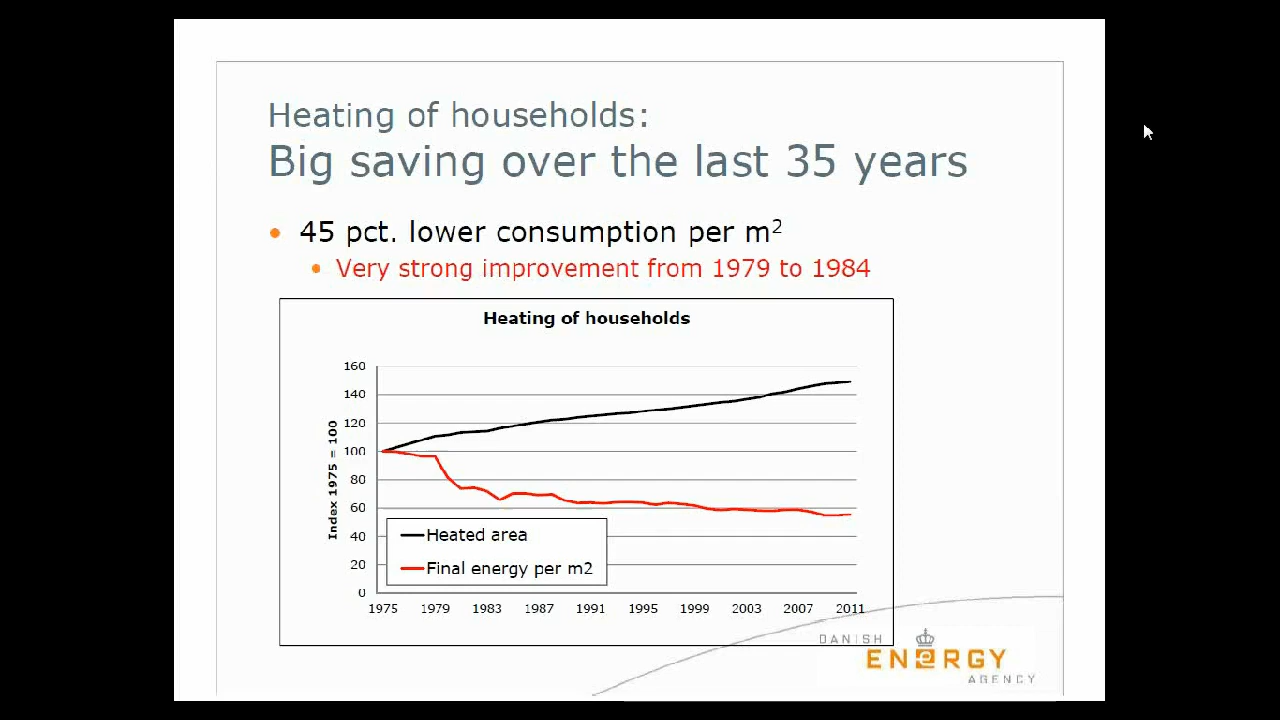 Heating of households:
Big saving over the last 35 years
• 45 pct. lower consumption per m²
• Very strong improvement from 1979 to 1984
Heating of households
Index 1975 = 100
160
140
120
100
80
60
40
20
0
Heated area
Final energy per m2
1975 1979 1983 1987 1991 1995 1999 2003 2007 2011
DANISH
ENERGY
AGENCY